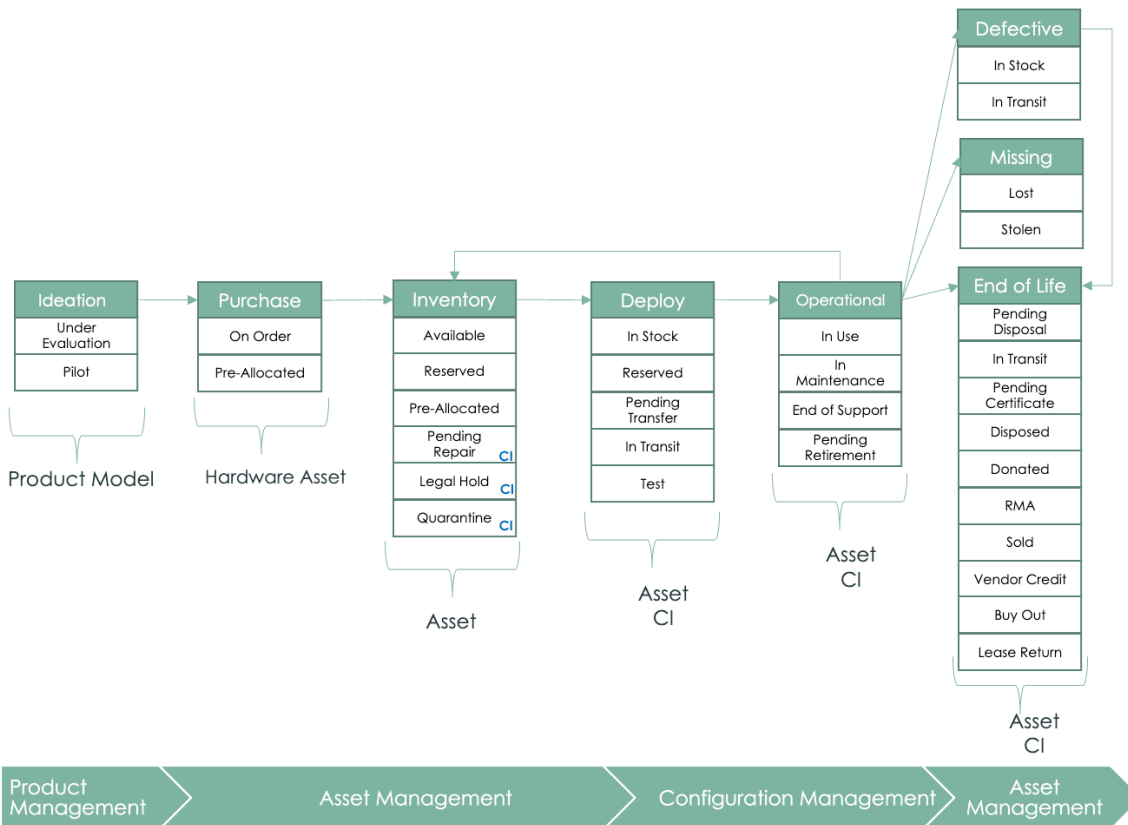 Defective
In Stock
In Transit
Missing
Lost
Stolen
Ideation
Under
Evaluation
Pilot
Product Model
Purchase
On Order
Pre-Allocated
Hardware Asset
Inventory
Available
Reserved
Pre-Allocated
Pending
Repair CI
Legal Hold CI
Quarantine CI
Asset
Deploy
In Stock
Reserved
Pending
Transfer
In Transit
Test
Asset
CI
Operational
In Use
In
Maintenance
End of Support
Pending
Retirement
Asset
CI
End of Life
Pending
Disposal
In Transit
Pending
Certificate
Disposed
Donated
RMA
Sold
Vendor Credit
Buy Out
Lease Return
Asset
CI
Product
Management
Asset Management
Configuration Management
Asset
Management